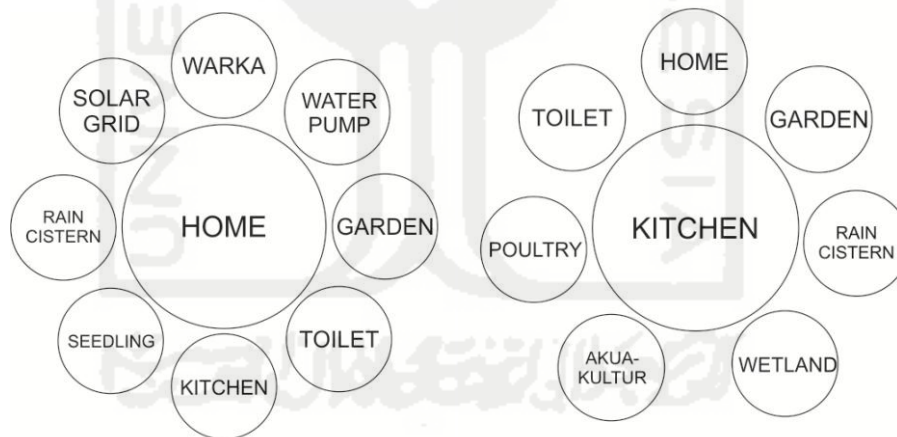 WARKA
SOLAR
GRID
WATER
PUMP
RAIN
CISTERN
HOME
GARDEN
SEEDLING
TOILET
KITCHEN
HOME
TOILET
GARDEN
POULTRY
KITCHEN
RAIN
CISTERN
AKUA-
KULTUR
WETLAND